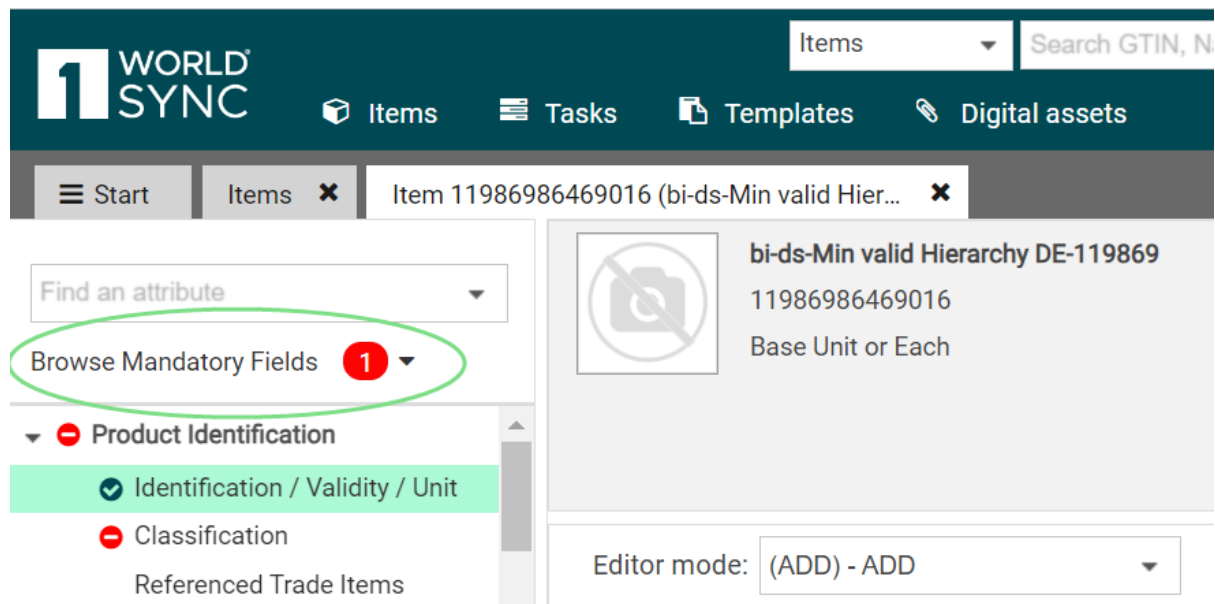 1 WORLD
SYNC
Items
Search GTIN, N
Items
Tasks
Templates
Digital assets
Start
Items
Item 11986986469016 (bi-ds-Min valid Hier...
Find an attribute
Browse Mandatory Fields 1
Product Identification
Identification / Validity / Unit
Classification
Referenced Trade Items
bi-ds-Min valid Hierarchy DE-119869
11986986469016
Base Unit or Each
Editor mode: (ADD) - ADD